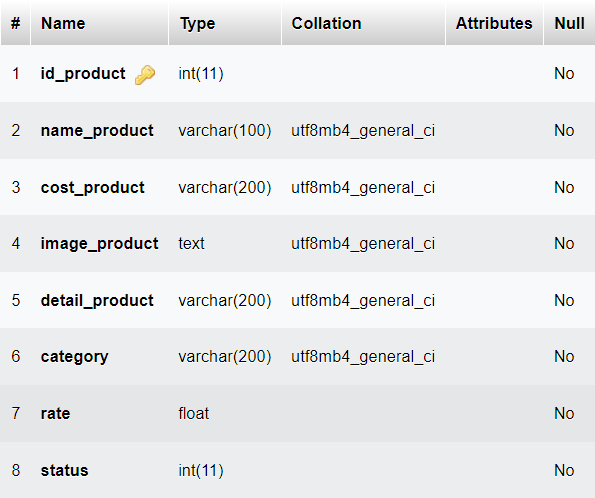 # Name Type Collation Attributes Null
1 id_product int(11) No
2 name_product varchar(100) utf8mb4_general_ci No
3 cost_product varchar(200) utf8mb4_general_ci No
4 image_product text utf8mb4_general_ci No
5 detail_product varchar(200) utf8mb4_general_ci No
6 category varchar(200) utf8mb4_general_ci No
7 rate float No
8 status int(11) No